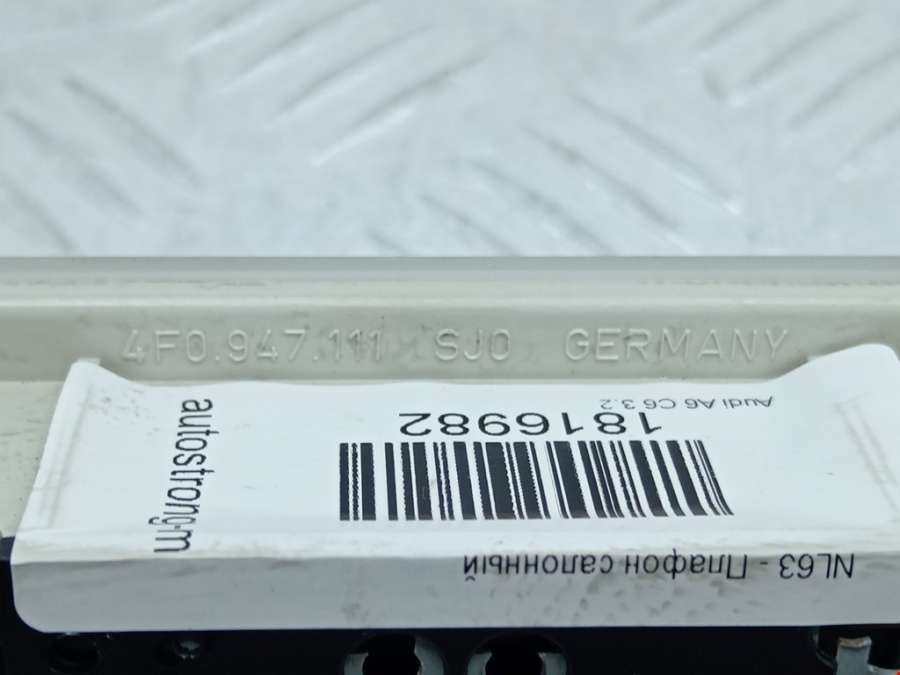 4F0.947.111 SJ0 GERMANY
Audi A6 C6 3.2
1816982
autostrong-m
NL63 - Плафон салонный